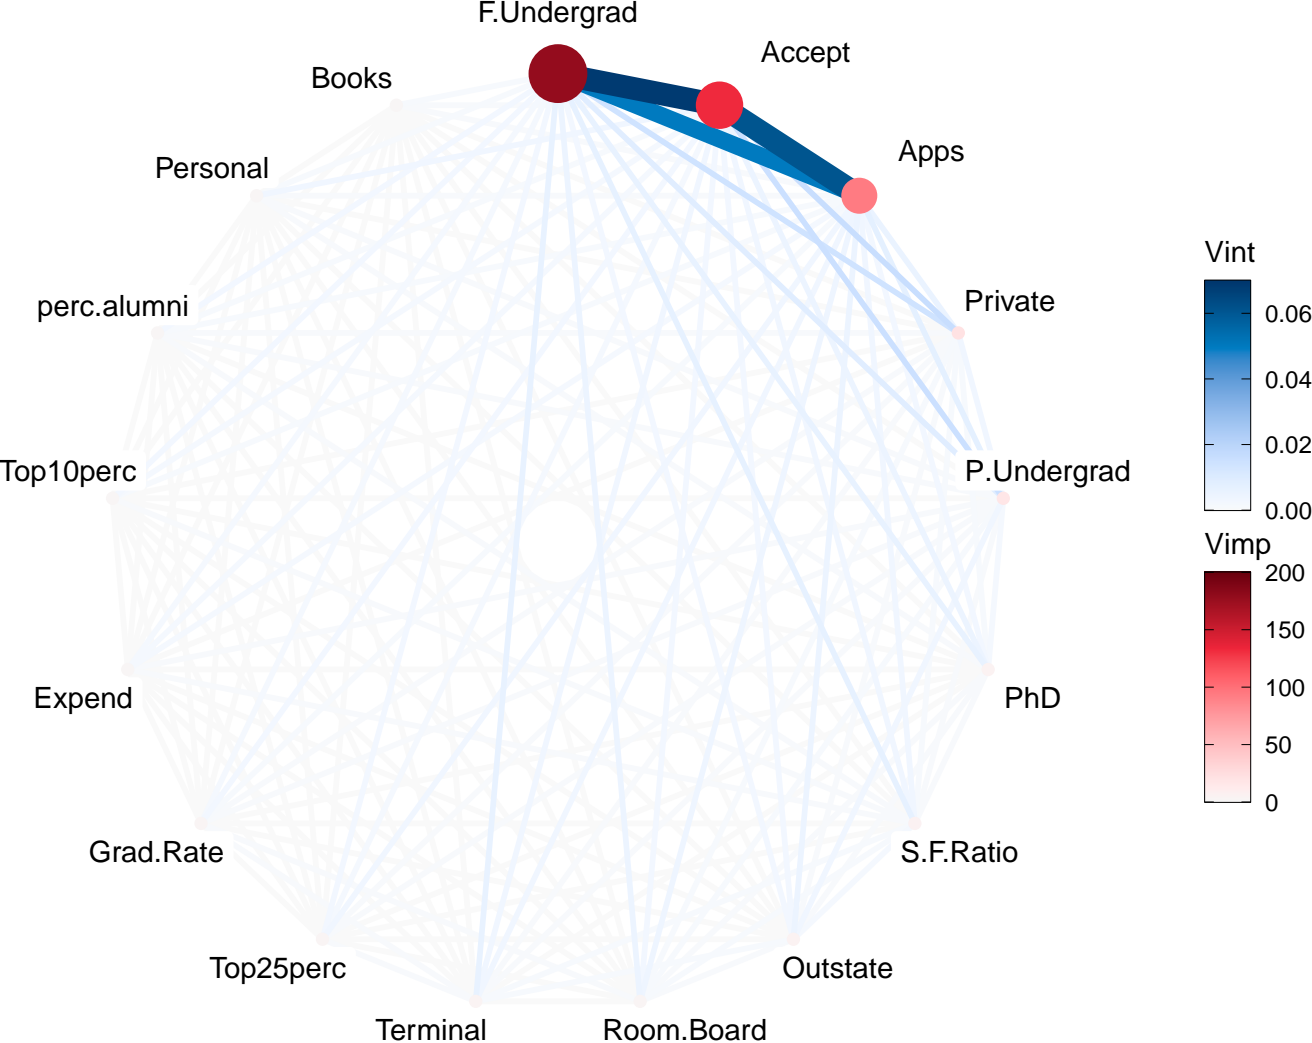 F.Undergrad
Accept
Books
Apps
Personal
Private
perc.alumni
Top10perc
P.Undergrad
Expend
PhD
Grad.Rate
S.F.Ratio
Top25perc
Outstate
Terminal
Room.Board
Vint
0.06
0.04
0.02
0.00
Vimp
200
150
100
50
0